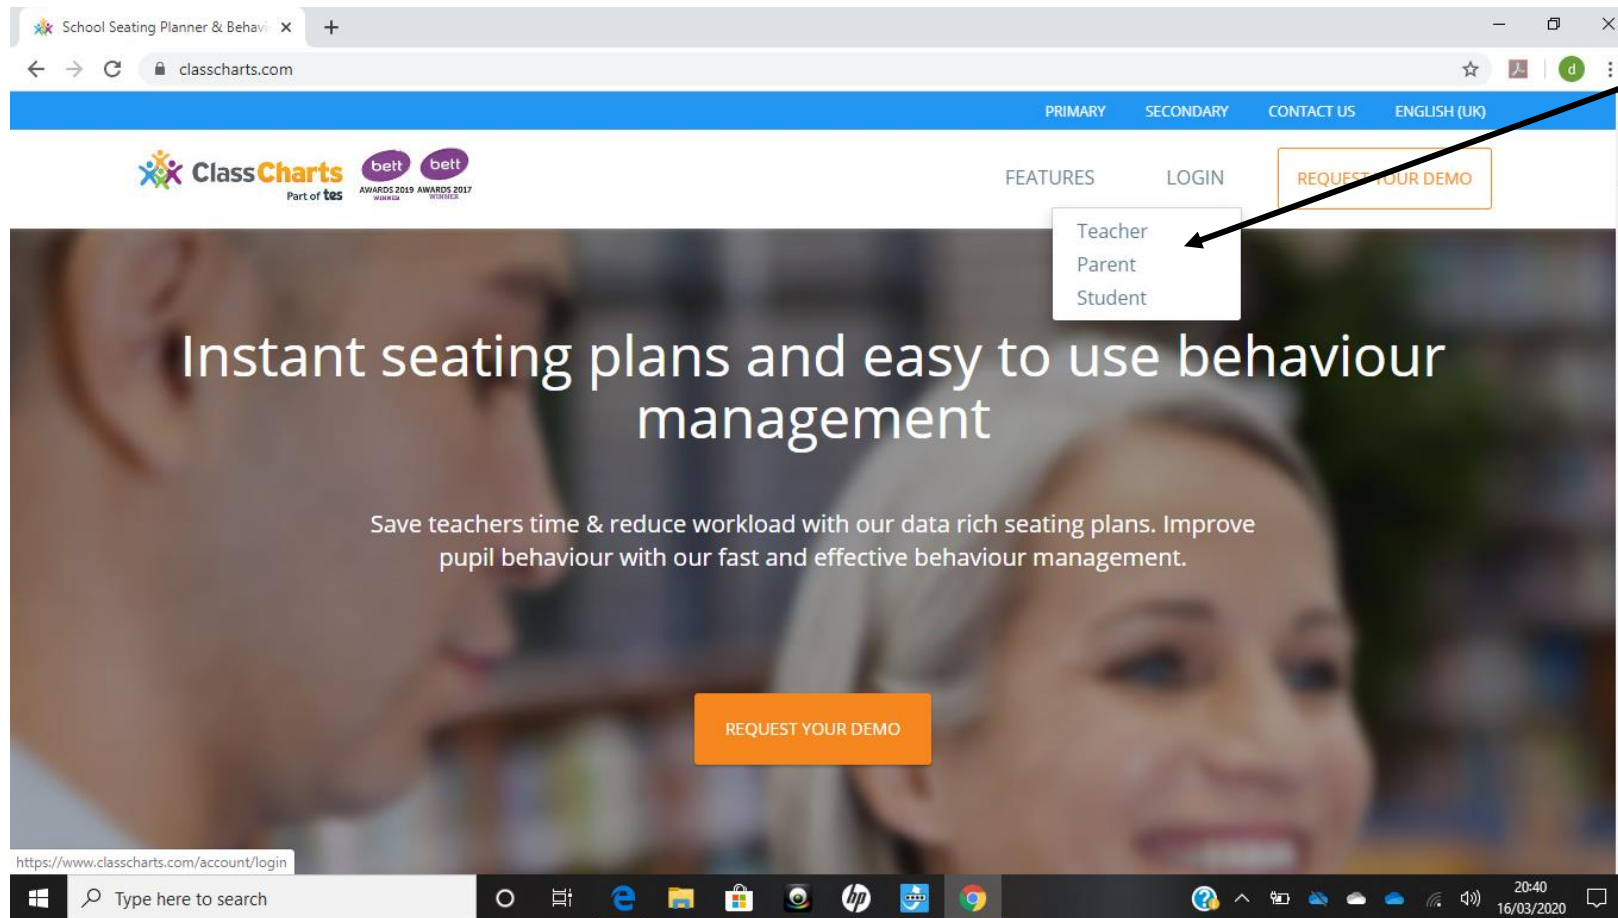 School Seating Planner & Behavi
classcharts.com
d
PRIMARY SECONDARY CONTACT US ENGLISH (UK)
ClassCharts
Part of tes
bett bett
AWARDS 2019 AWARDS 2017
WINNER WINNER
FEATURES LOGIN REQUEST YOUR DEMO
Teacher
Parent
Student
Instant seating plans and easy to use behaviour
management
Save teachers time & reduce workload with our data rich seating plans. Improve
pupil behaviour with our fast and effective behaviour management.
REQUEST YOUR DEMO
https://www.classcharts.com/account/login
Type here to search
hp
20:40
16/03/2020